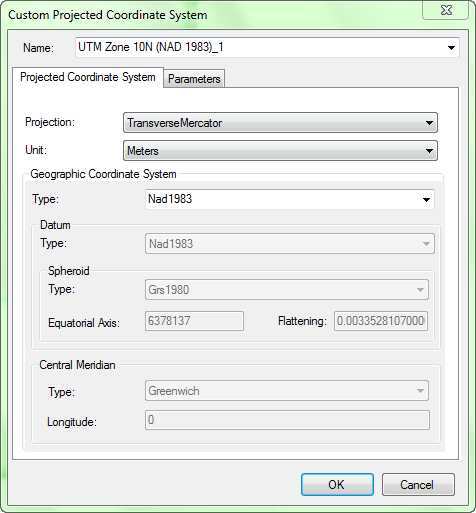 Custom Projected Coordinate System
Name: UTM Zone 10N (NAD 1983)_1
Projected Coordinate System Parameters
Projection: TransverseMercator
Unit: Meters
Geographic Coordinate System
Type: Nad1983
Datum
Type: Nad1983
Spheroid
Type: Grs1980
Equatorial Axis: 6378137 Flattening: 0.0033528107000
Central Meridian
Type: Greenwich
Longitude: 0
OK Cancel